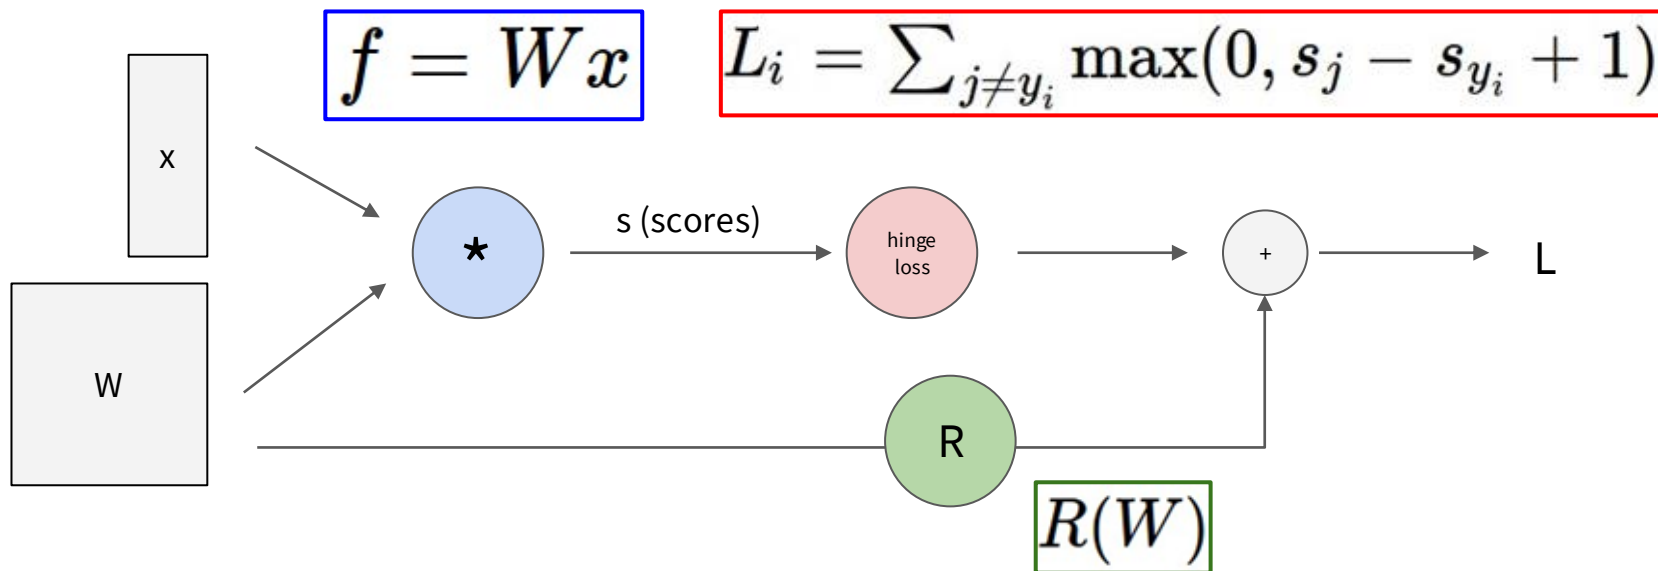 f = Wx
L_i = ∑_{j≠y_i} max(0, s_j − s_{y_i} + 1)
x
W
*
s (scores)
hinge
loss
+
L
R
R(W)